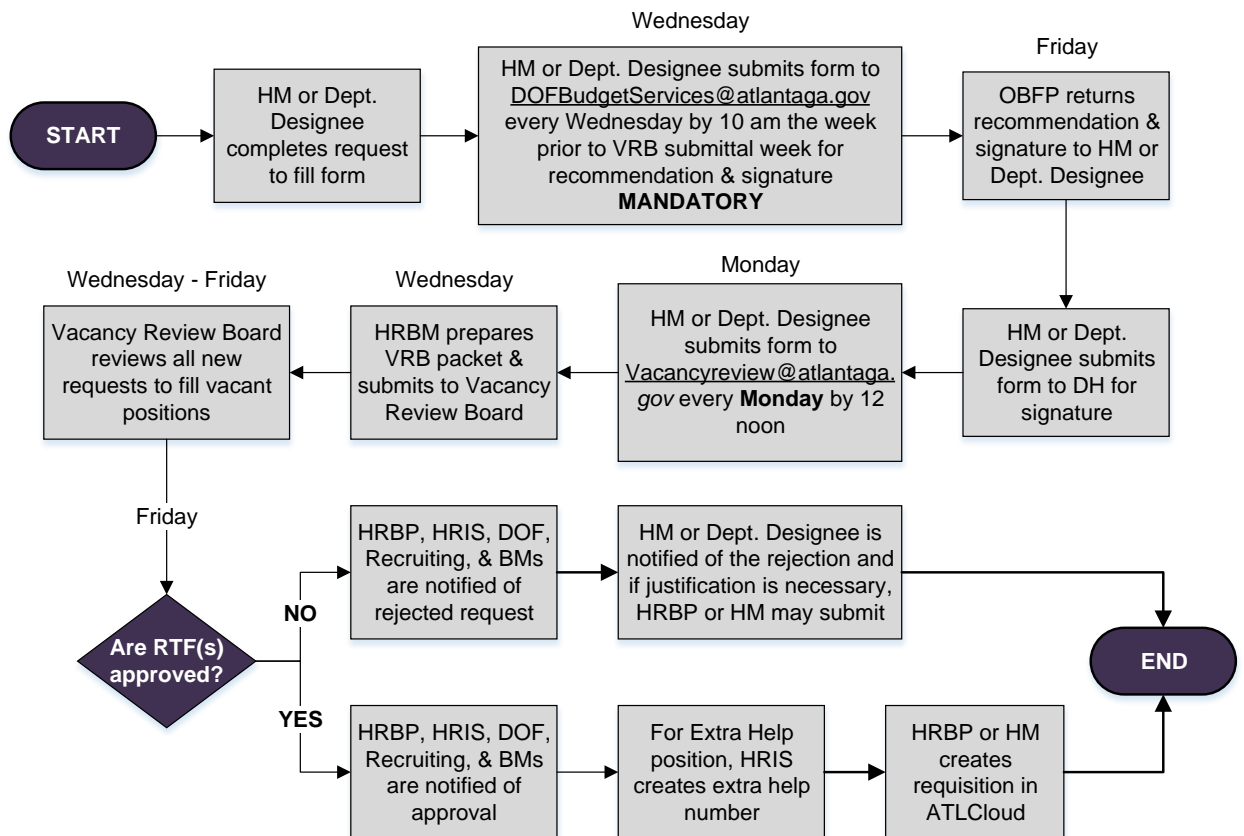 START
HM or Dept.
Designee
completes request
to fill form
Wednesday
HM or Dept. Designee submits form to
DOFBudgetServices@atlantaga.gov
every Wednesday by 10 am the week
prior to VRB submittal week for
recommendation & signature
MANDATORY
Friday
OBFP returns
recommendation &
signature to HM or
Dept. Designee
HM or Dept.
Designee submits
form to DH for
signature
Monday
HM or Dept. Designee
submits form to
Vacancyreview@atlantaga.
gov every Monday by 12
noon
Wednesday
HRBM prepares
VRB packet &
submits to Vacancy
Review Board
Wednesday - Friday
Vacancy Review Board
reviews all new
requests to fill vacant
positions
Friday
Are RTF(s)
approved?
NO
HRBP, HRIS, DOF,
Recruiting, & BMs
are notified of
rejected request
HM or Dept. Designee is
notified of the rejection and
if justification is necessary,
HRBP or HM may submit
YES
HRBP, HRIS, DOF,
Recruiting, & BMs
are notified of
approval
For Extra Help
position, HRIS
creates extra help
number
HRBP or HM
creates
requisition in
ATLCloud
END